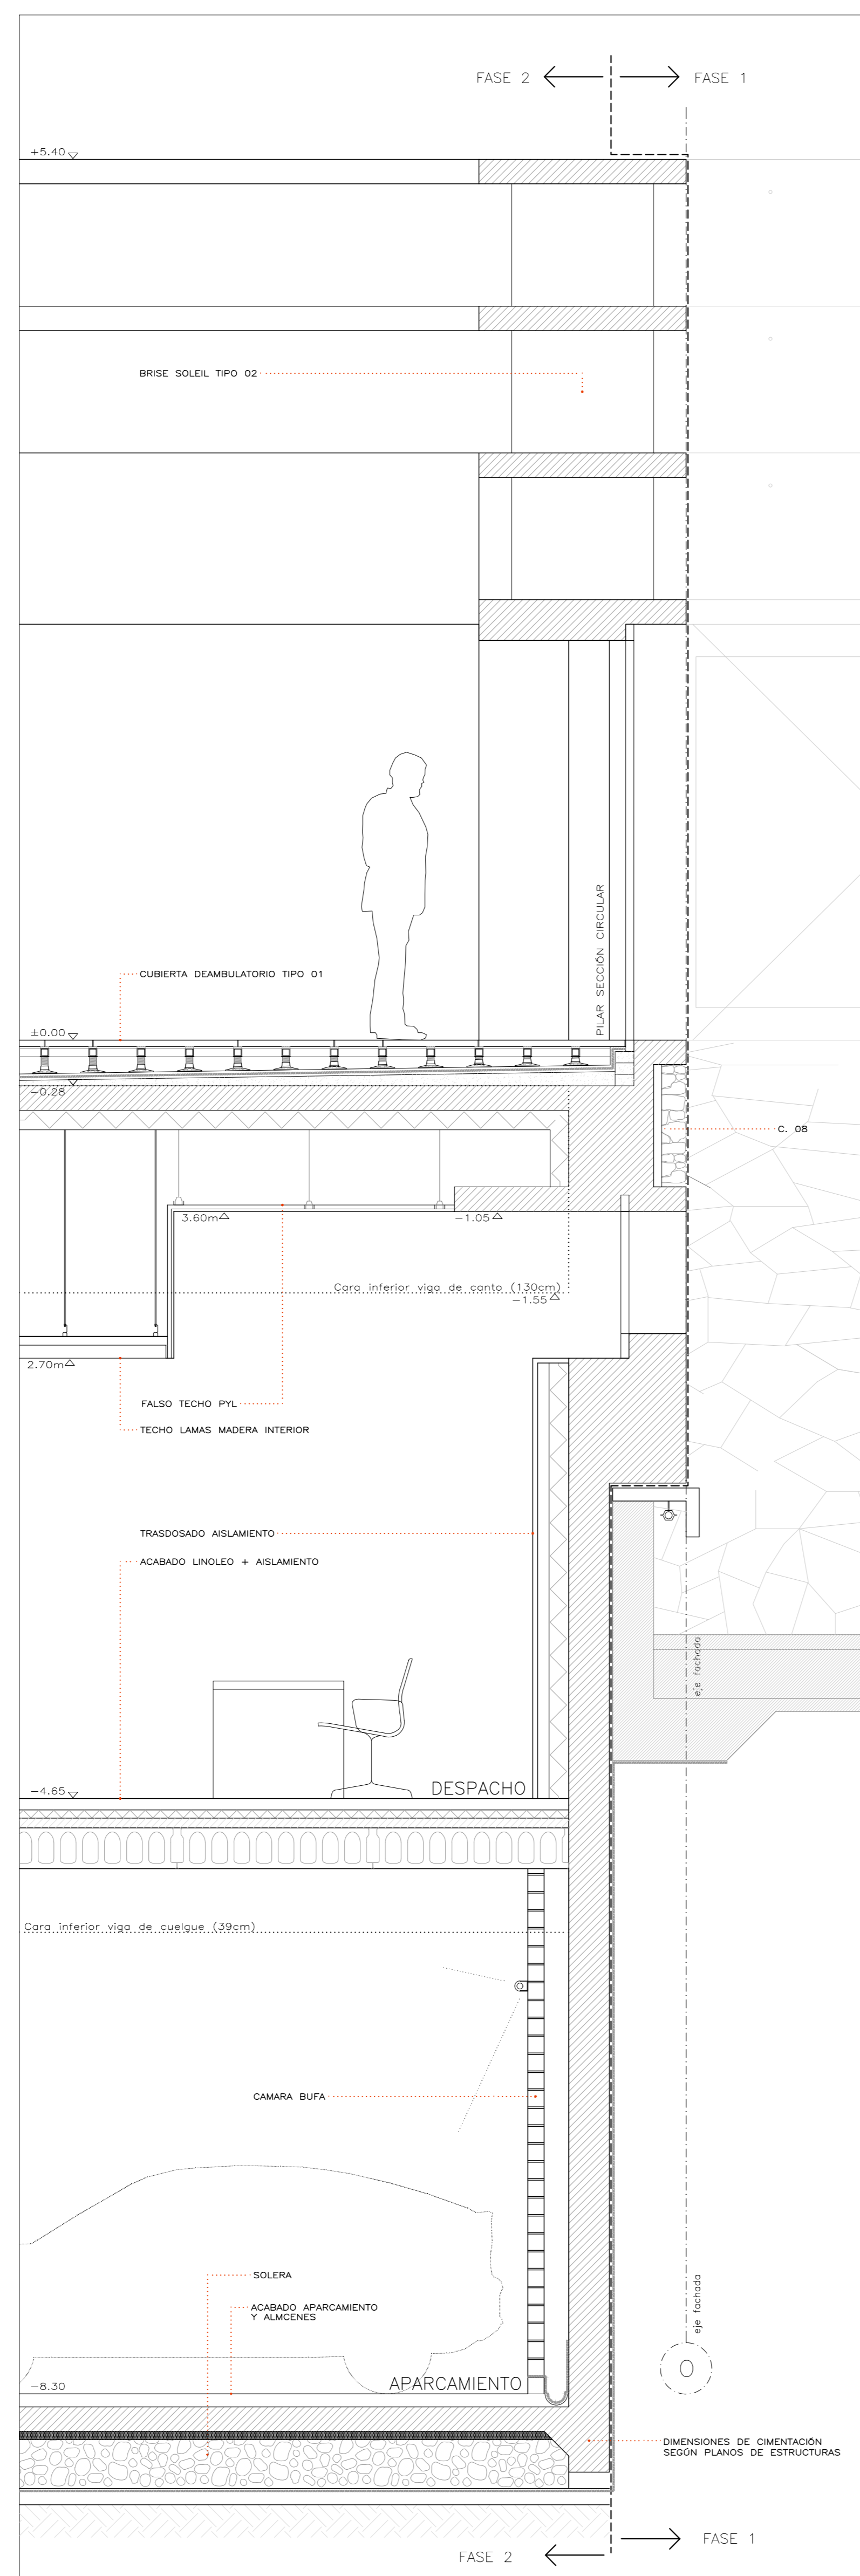 FASE 2
FASE 1
+5.40
BRISE SOLEIL TIPO 02
PILAR SECCIÓN CIRCULAR
CUBIERTA DEAMBULATORIO TIPO 01
±0.00
-0.28
C. 08
3.60m
-1.05
Cara inferior viga de canto (130cm)
-1.55
2.70m
FALSO TECHO PYL
TECHO LAMAS MADERA INTERIOR
TRASDOSADO AISLAMIENTO
ACABADO LINOLEO + AISLAMIENTO
eje fachada
DESPACHO
-4.65
Cara inferior viga de cuelgue (39cm)
CAMARA BUFA
SOLERA
ACABADO APARCAMIENTO
Y ALMCENES
eje fachada
APARCAMIENTO
-8.30
O
DIMENSIONES DE CIMENTACIÓN
SEGÚN PLANOS DE ESTRUCTURAS
FASE 1
FASE 2